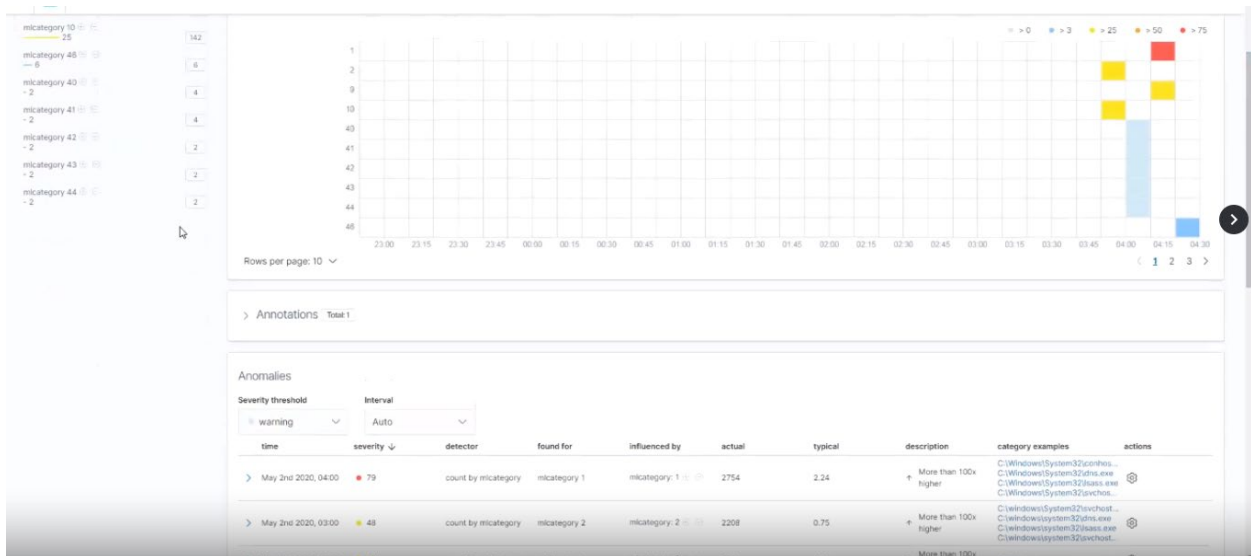 mlcategory 10
25
142
mlcategory 46
6
6
mlcategory 40
- 2
4
mlcategory 41
- 2
4
mlcategory 42
- 2
2
mlcategory 43
- 2
2
mlcategory 44
- 2
2
> 0 > 3 > 25 > 50 > 75
1
2
9
10
40
41
42
43
44
46
23:00 23:15 23:30 23:45 00:00 00:15 00:30 00:45 01:00 01:15 01:30 01:45 02:00 02:15 02:30 02:45 03:00 03:15 03:30 03:45 04:00 04:15 04:30
Rows per page: 10
1 2 3
Annotations Total: 1
Anomalies
Severity threshold Interval
warning Auto
time severity detector found for influenced by actual typical description category examples actions
May 2nd 2020, 04:00 79 count by mlcategory mlcategory 1 mlcategory: 1 2754 2.24 More than 100x higher
C:\Windows\System32\conhos...
C:\Windows\System32\dns.exe
C:\Windows\System32\lsass.exe
C:\Windows\System32\svchos...
May 2nd 2020, 03:00 48 count by mlcategory mlcategory 2 mlcategory: 2 2208 0.75 More than 100x higher
C:\windows\system32\svchost...
C:\windows\system32\dns.exe
C:\Windows\System32\lsass.exe
C:\Windows\System32\svchost...
More than 100x